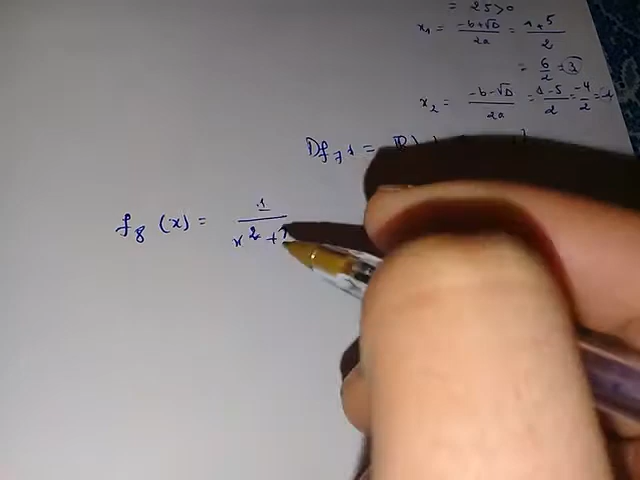 = 25 > 0
x₁ = (-b+√Δ)/2a = (1+5)/2
= 6/2 = 3
x₂ = (-b-√Δ)/2a = (1-5)/2 = -4/2 = -
Df₇ =
f₈ (x) = 1/(x² + 1